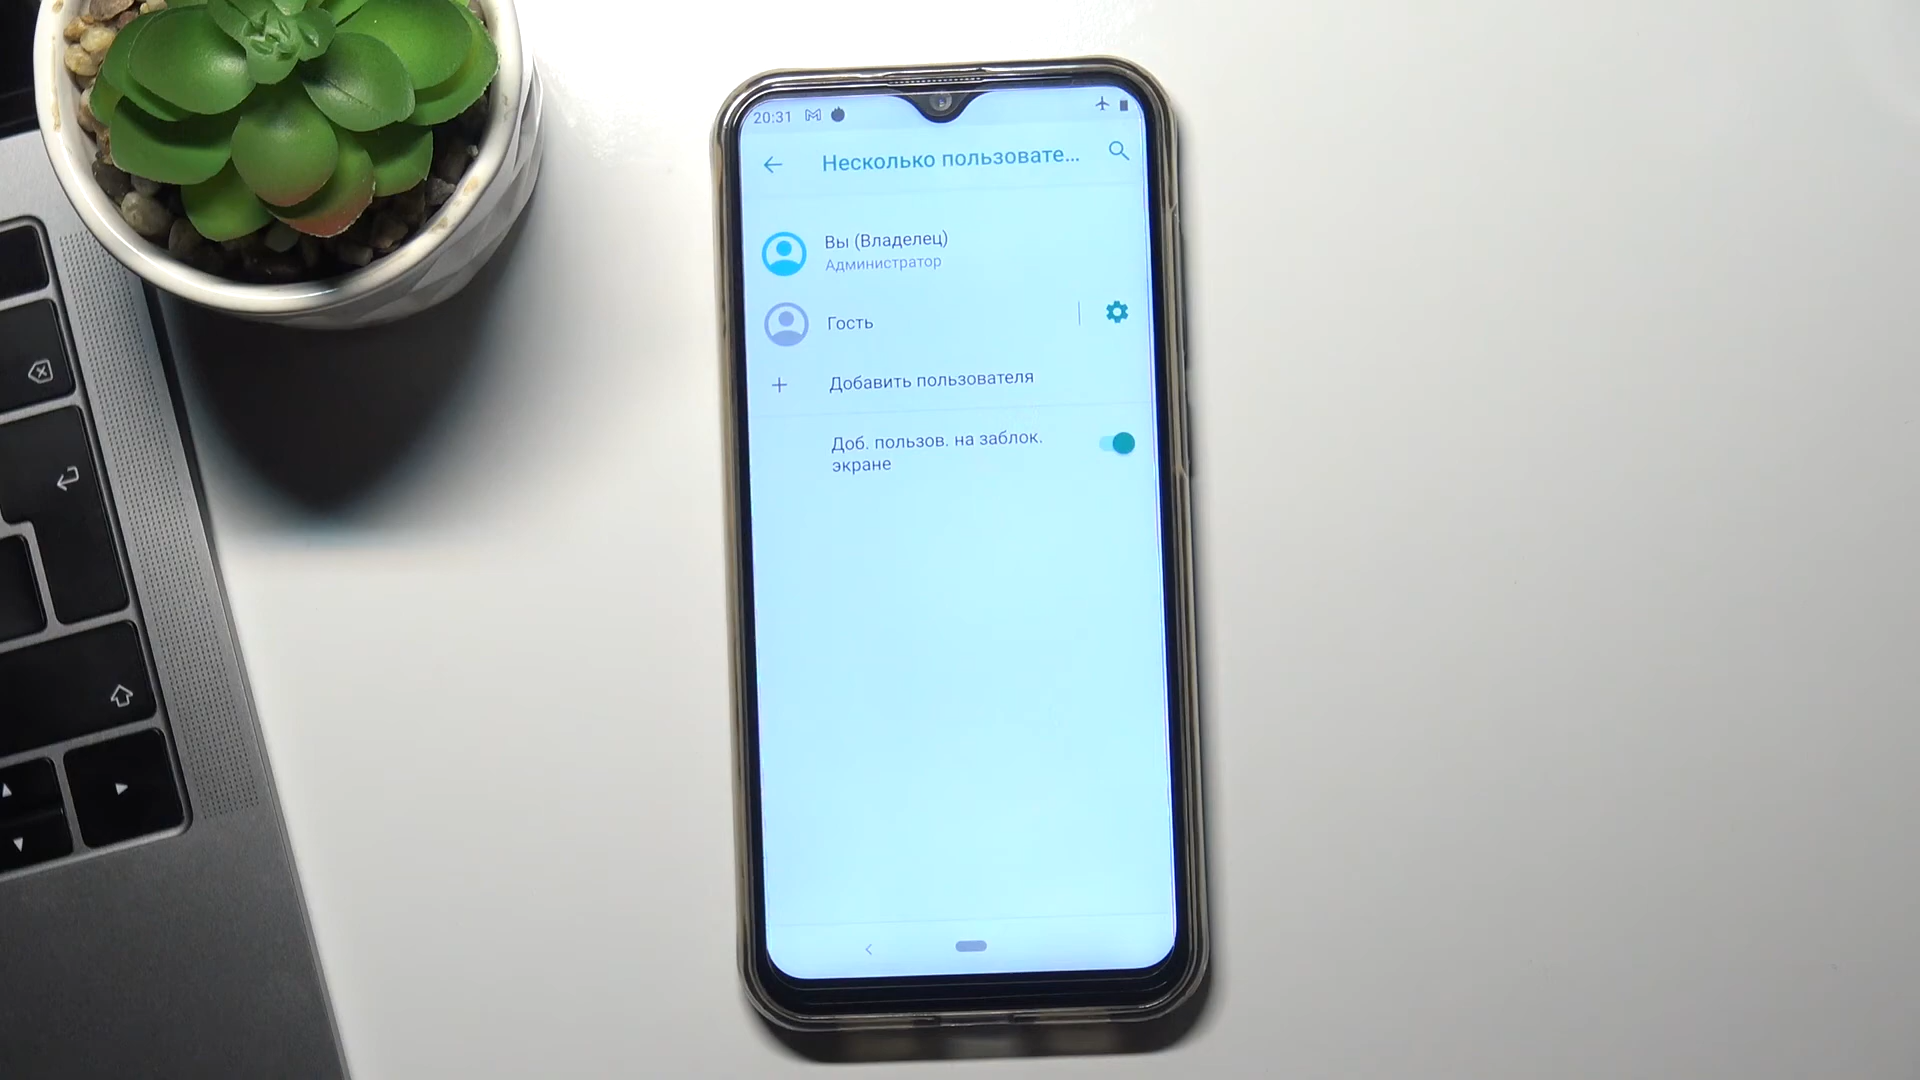 20:31
Несколько пользовате...
Вы (Владелец)
Администратор
Гость
Добавить пользователя
Доб. пользов. на заблок.
экране